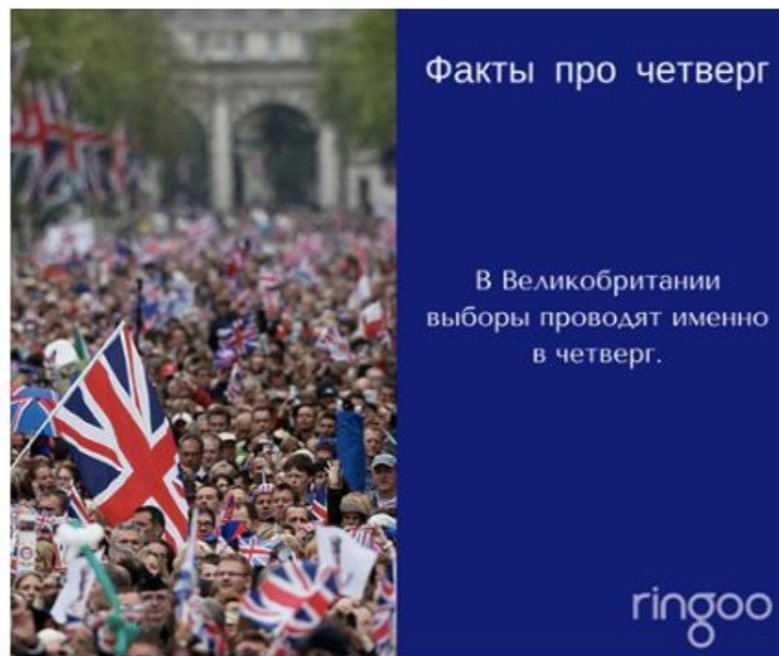 Факты про четверг
В Великобритании
выборы проводят именно
в четверг.
ringoo